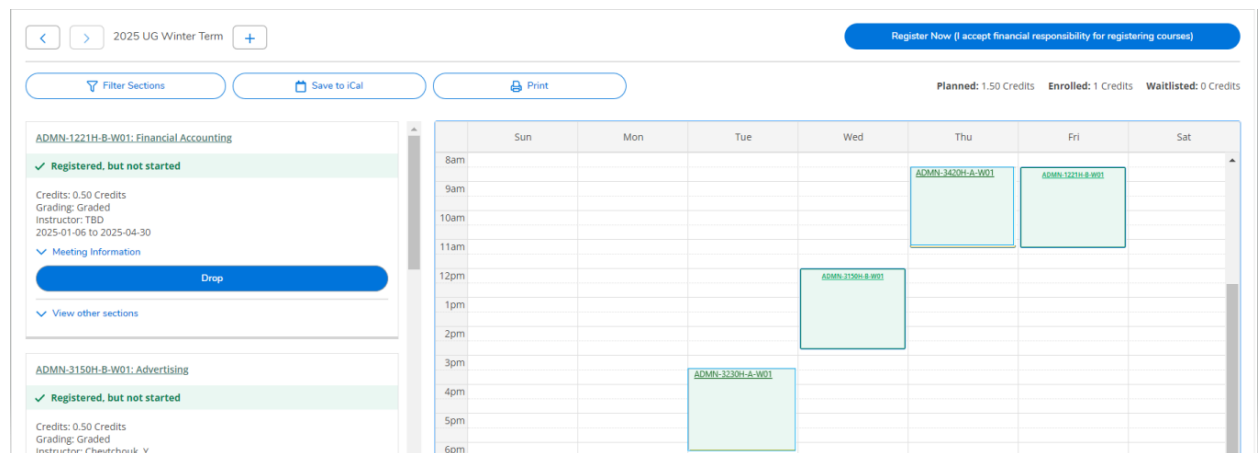 2025 UG Winter Term
Register Now (I accept financial responsibility for registering courses)
Filter Sections
Save to iCal
Print
Planned: 1.50 Credits Enrolled: 1 Credits Waitlisted: 0 Credits
ADMN-1221H-B-W01: Financial Accounting
Registered, but not started
Credits: 0.50 Credits
Grading: Graded
Instructor: TBD
2025-01-06 to 2025-04-30
Meeting Information
Drop
View other sections
ADMN-3150H-B-W01: Advertising
Registered, but not started
Credits: 0.50 Credits
Grading: Graded
Instructor: Cheytchouk, Y
Sun Mon Tue Wed Thu Fri Sat
8am
ADMN-3420H-A-W01 ADMN-1221H-B-W01
9am
10am
11am
12pm
ADMN-3150H-B-W01
1pm
2pm
3pm
ADMN-3230H-A-W01
4pm
5pm
6pm